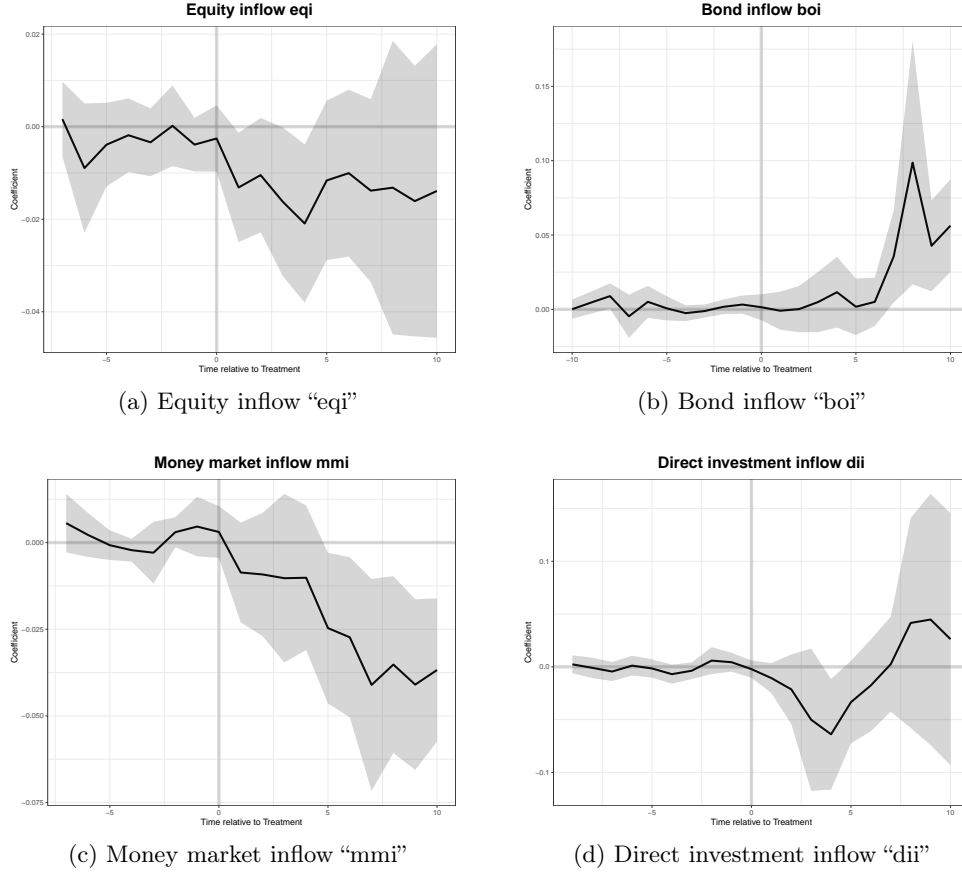 Equity inflow eqi
0.02
0.00
−0.02
−0.04
Coefficient
−5
0
5
10
Time relative to Treatment
(a) Equity inflow “eqi”
Bond inflow boi
0.15
0.10
0.05
0.00
Coefficient
−10
−5
0
5
10
Time relative to Treatment
(b) Bond inflow “boi”
Money market inflow mmi
0.000
−0.025
−0.050
−0.075
Coefficient
−5
0
5
10
Time relative to Treatment
(c) Money market inflow “mmi”
Direct investment inflow dii
0.1
0.0
−0.1
Coefficient
−5
0
5
10
Time relative to Treatment
(d) Direct investment inflow “dii”